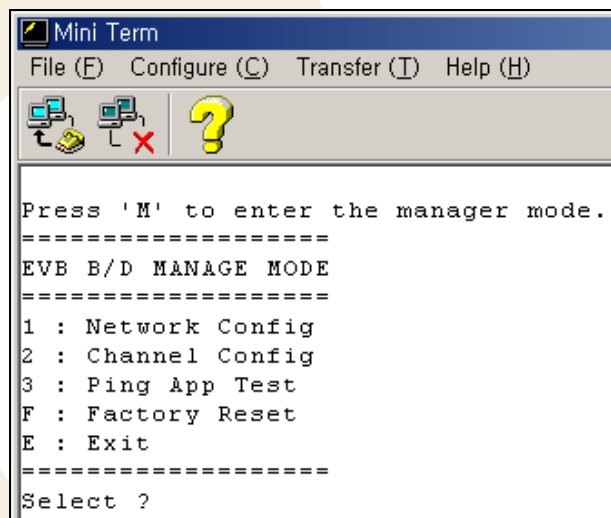 Mini Term
File (F) Configure (C) Transfer (T) Help (H)
Press 'M' to enter the manager mode.
===================
EVB B/D MANAGE MODE
===================
1 : Network Config
2 : Channel Config
3 : Ping App Test
F : Factory Reset
E : Exit
===================
Select ?